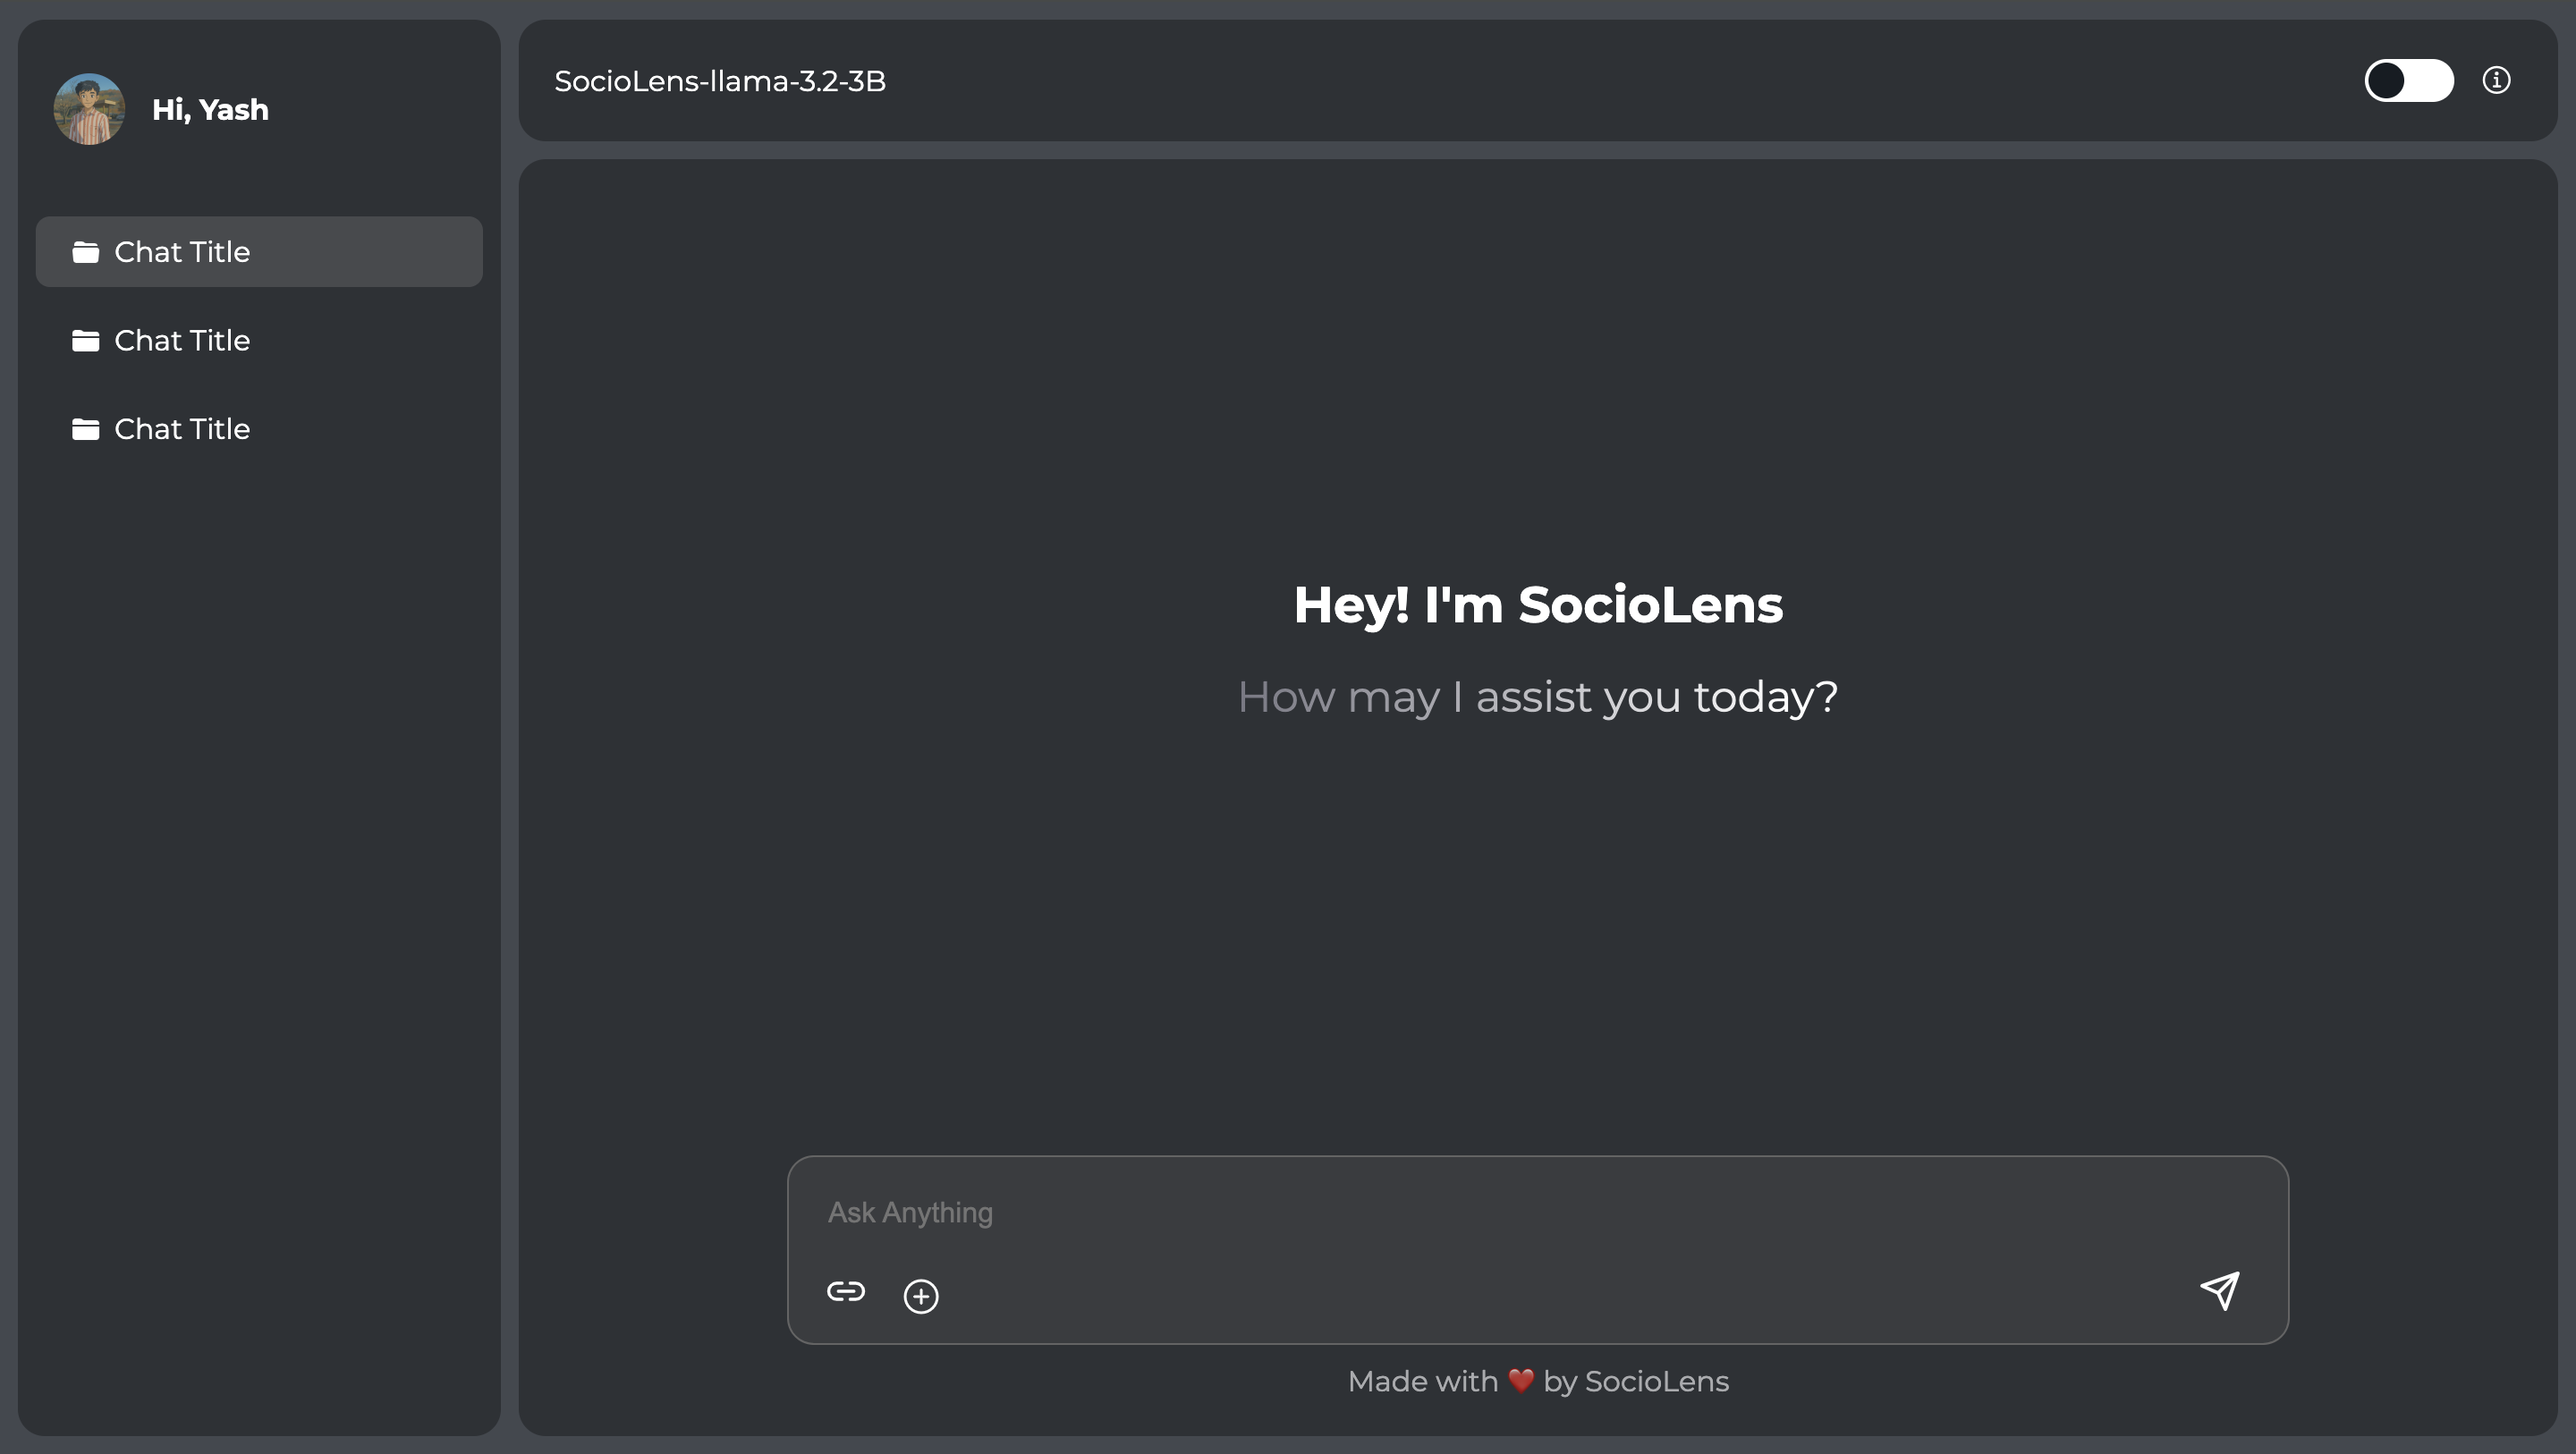 Hi, Yash
Chat Title
Chat Title
Chat Title
SocioLens-llama-3.2-3B
Hey! I'm SocioLens
How may I assist you today?
Ask Anything
Made with ❤️ by SocioLens